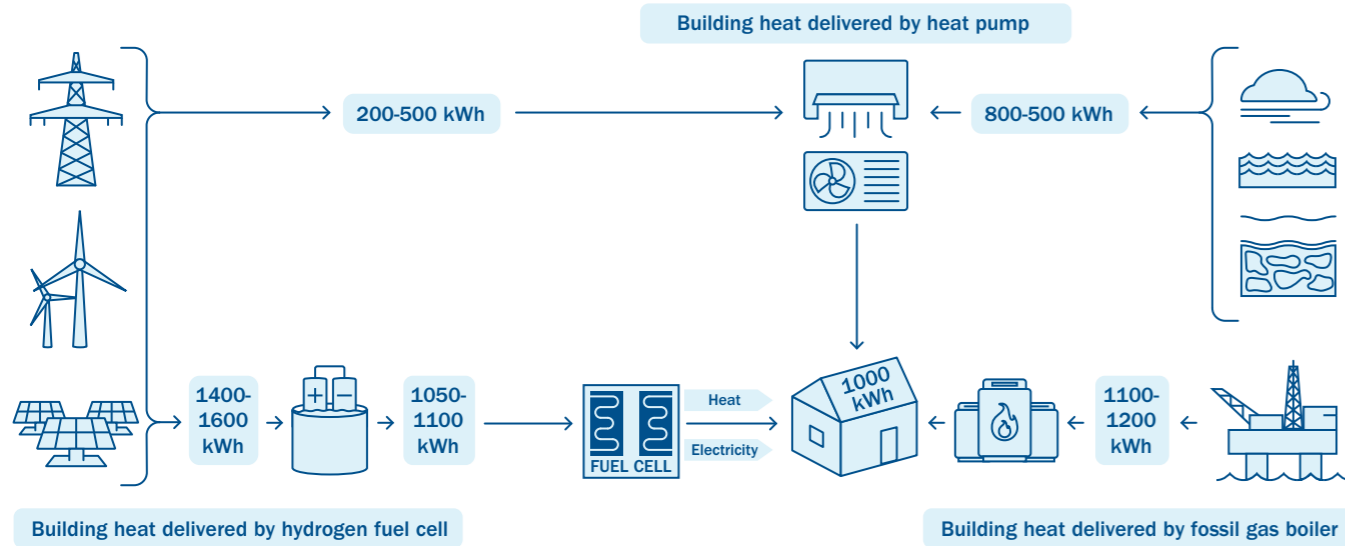 Building heat delivered by heat pump
200-500 kWh
800-500 kWh
1400-
1600
kWh
+ −
1050-
1100
kWh
FUEL CELL
Heat
Electricity
1000
kWh
1100-
1200
kWh
Building heat delivered by hydrogen fuel cell
Building heat delivered by fossil gas boiler